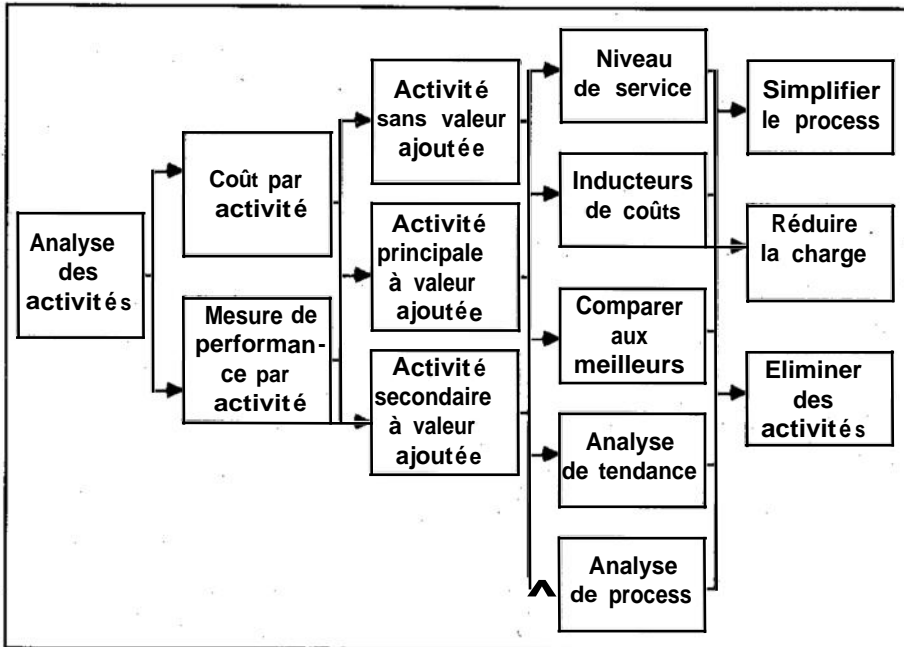 Analyse
des
activités
Coût par
activité
Mesure de
performan-
ce par
activité
Activité
sans valeur
ajoutée
Activité
principale
à valeur
ajoutée
Activité
secondaire
à valeur
ajoutée
Niveau
de service
Inducteurs
de coûts
Comparer
aux
meilleurs
Analyse
de tendance
Analyse
de process
Simplifier
le process
Réduire
la charge
Eliminer
des
activités